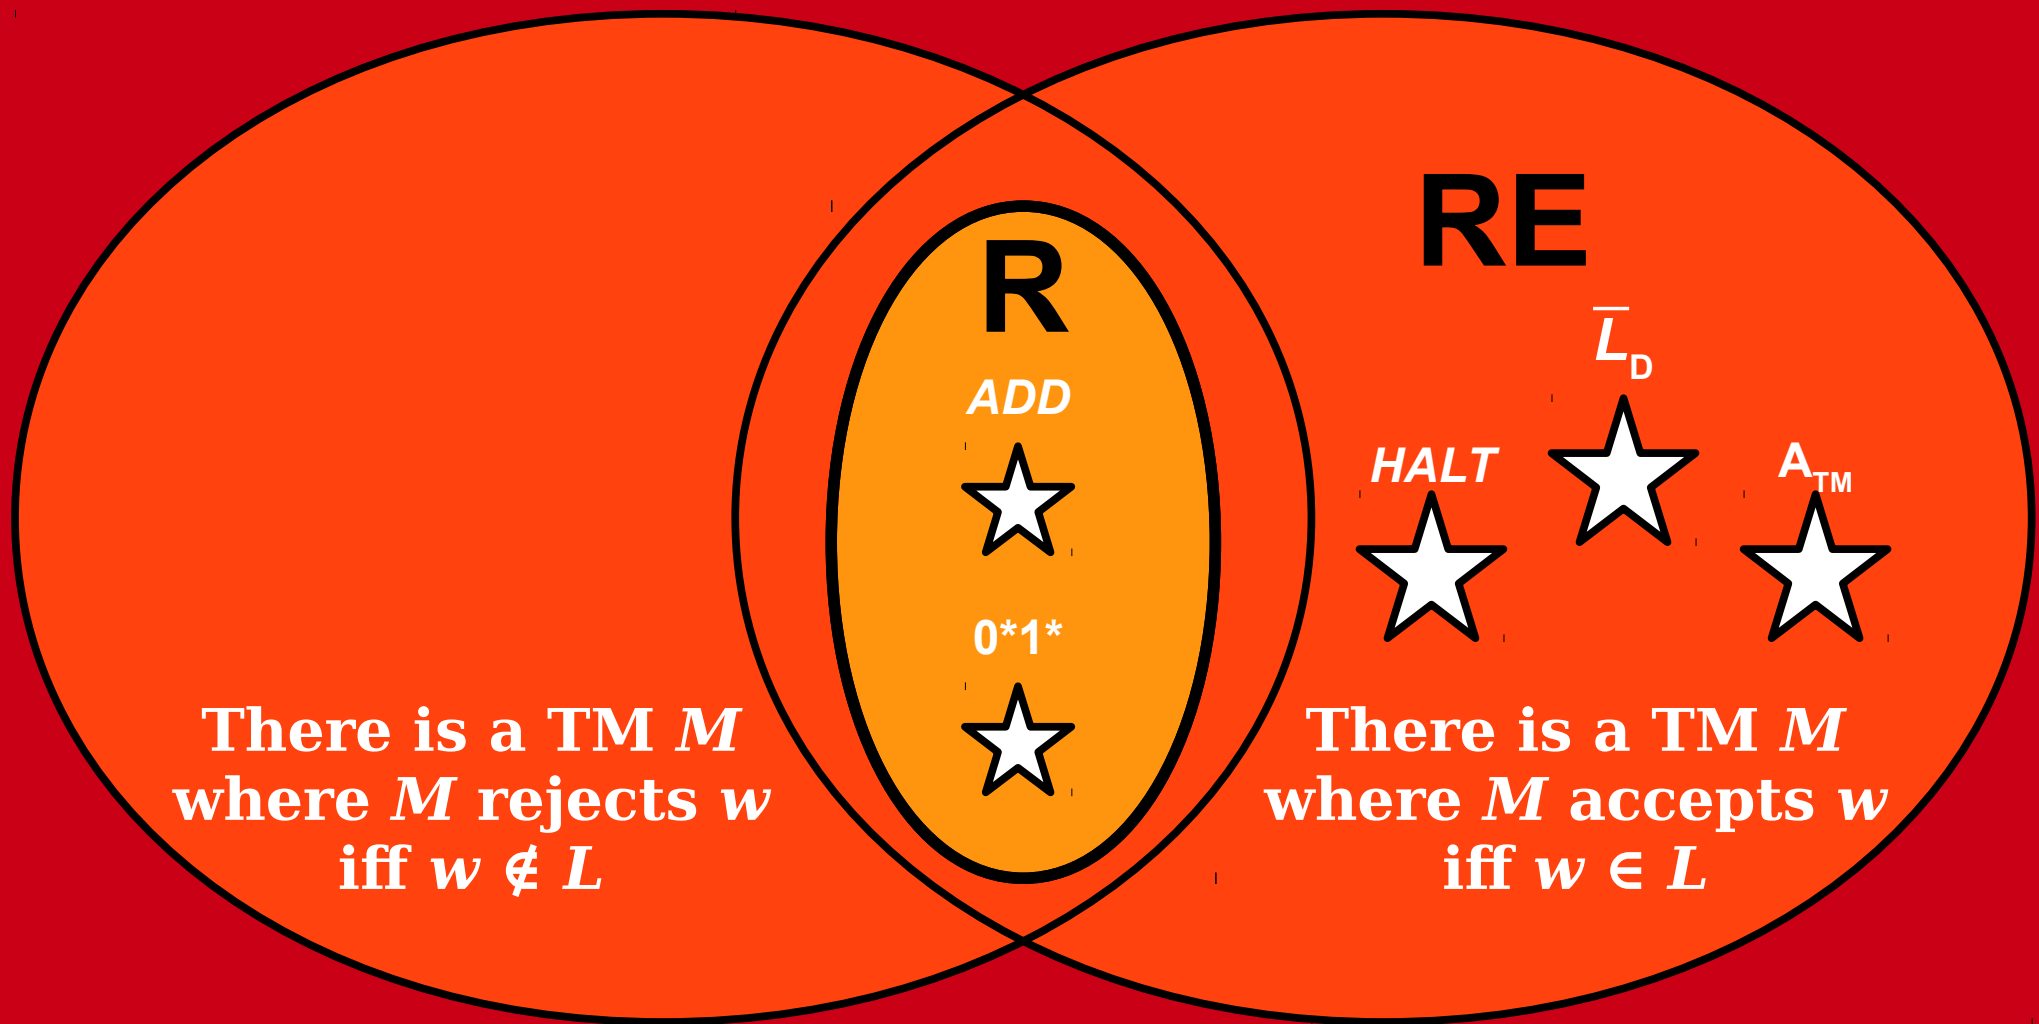 RE
R
L̅D
ADD
HALT
ATM
0*1*
There is a TM M
where M rejects w
iff w ∉ L
There is a TM M
where M accepts w
iff w ∈ L